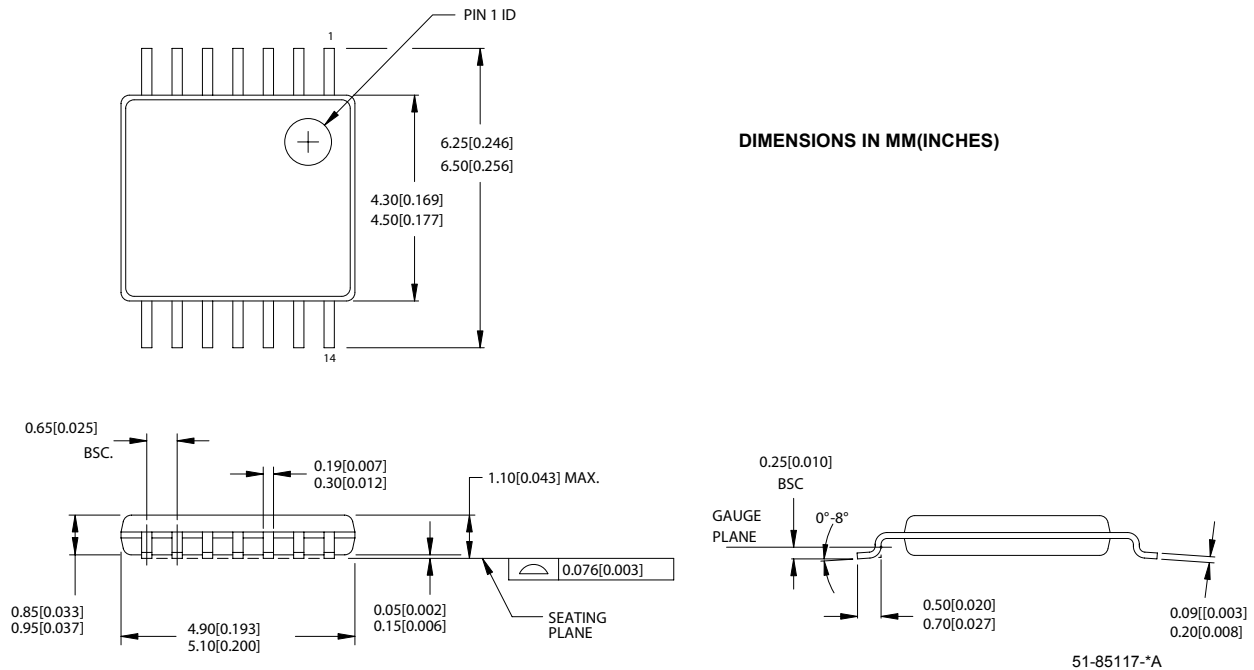 PIN 1 ID
1
6.25[0.246]
6.50[0.256]
4.30[0.169]
4.50[0.177]
14
DIMENSIONS IN MM(INCHES)
0.65[0.025]
BSC.
0.19[0.007]
0.30[0.012]
1.10[0.043] MAX.
0.85[0.033]
0.95[0.037]
4.90[0.193]
5.10[0.200]
0.05[0.002]
0.15[0.006]
SEATING
PLANE
0.076[0.003]
0.25[0.010]
BSC
GAUGE
PLANE
0°-8°
0.50[0.020]
0.70[0.027]
0.09[[0.003]
0.20[0.008]
51-85117-*A